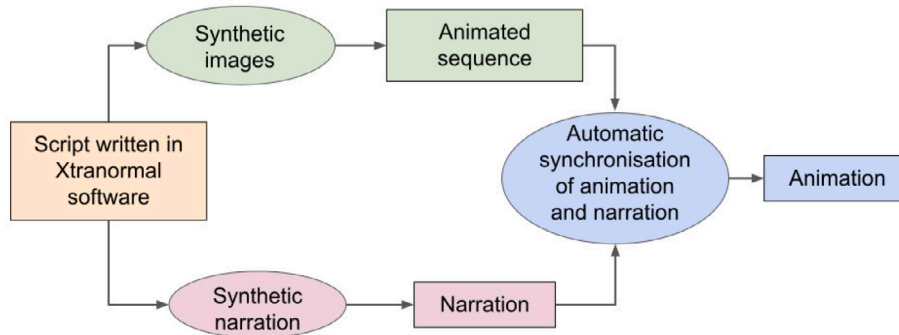 Synthetic
images
Animated
sequence
Script written in
Xtranormal
software
Automatic
synchronisation
of animation
and narration
Animation
Synthetic
narration
Narration